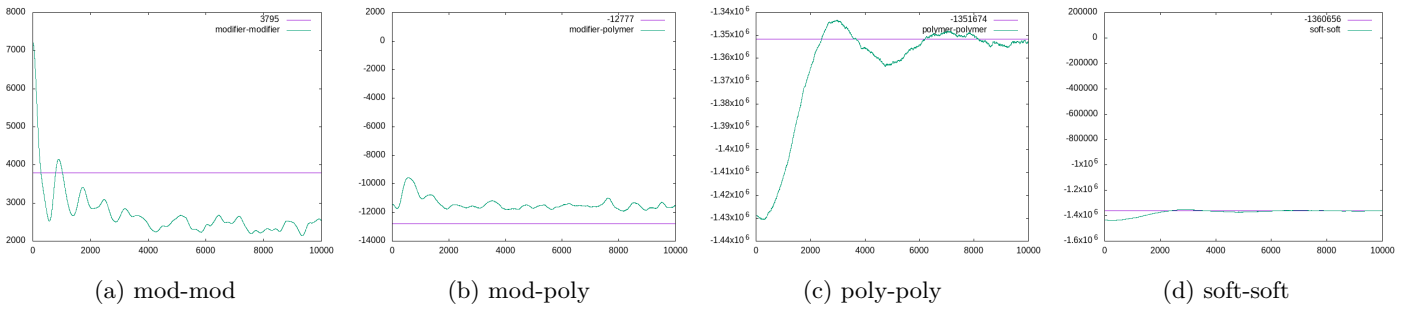 8000
7000
6000
5000
4000
3000
2000
0 2000 4000 6000 8000 10000
3795
modifier-modifier
(a) mod-mod
2000
0
-2000
-4000
-6000
-8000
-10000
-12000
-14000
0 2000 4000 6000 8000 10000
-12777
modifier-polymer
(b) mod-poly
-1.34x10 6
-1.35x10 6
-1.36x10 6
-1.37x10 6
-1.38x10 6
-1.39x10 6
-1.4x10 6
-1.41x10 6
-1.42x10 6
-1.43x10 6
-1.44x10 6
0 2000 4000 6000 8000 10000
-1351674
polymer-polymer
(c) poly-poly
200000
0
-200000
-400000
-600000
-800000
-1x10 6
-1.2x10 6
-1.4x10 6
-1.6x10 6
0 2000 4000 6000 8000 10000
-1360656
soft-soft
(d) soft-soft